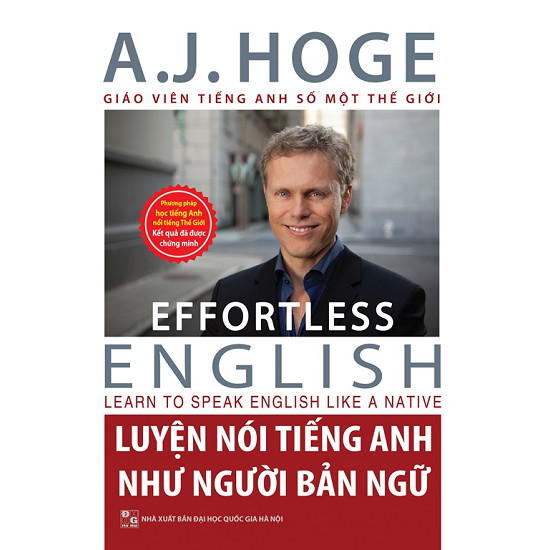 A.J. HOGE
GIÁO VIÊN TIẾNG ANH SỐ MỘT THẾ GIỚI
Phương pháp
học tiếng Anh
nổi tiếng Thế Giới
Kết quả đã được
chứng minh
EFFORTLESS
ENGLISH
LEARN TO SPEAK ENGLISH LIKE A NATIVE
LUYỆN NÓI TIẾNG ANH
NHƯ NGƯỜI BẢN NGỮ
NHÀ XUẤT BẢN ĐẠI HỌC QUỐC GIA HÀ NỘI